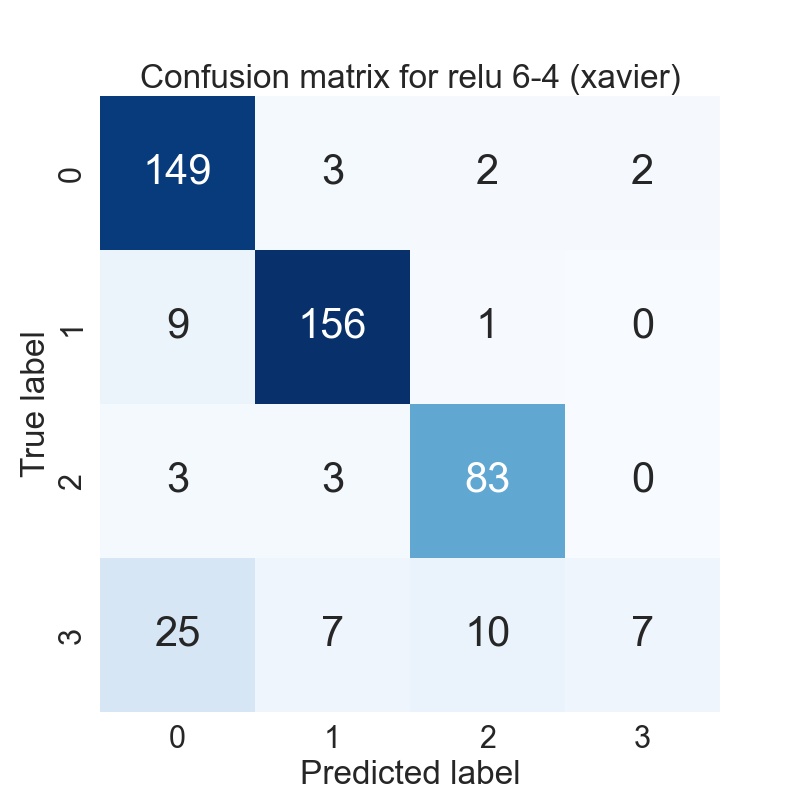 Confusion matrix for relu 6-4 (xavier)
True label
0
149 3 2 2
1
9 156 1 0
2
3 3 83 0
3
25 7 10 7
0 1 2 3
Predicted label